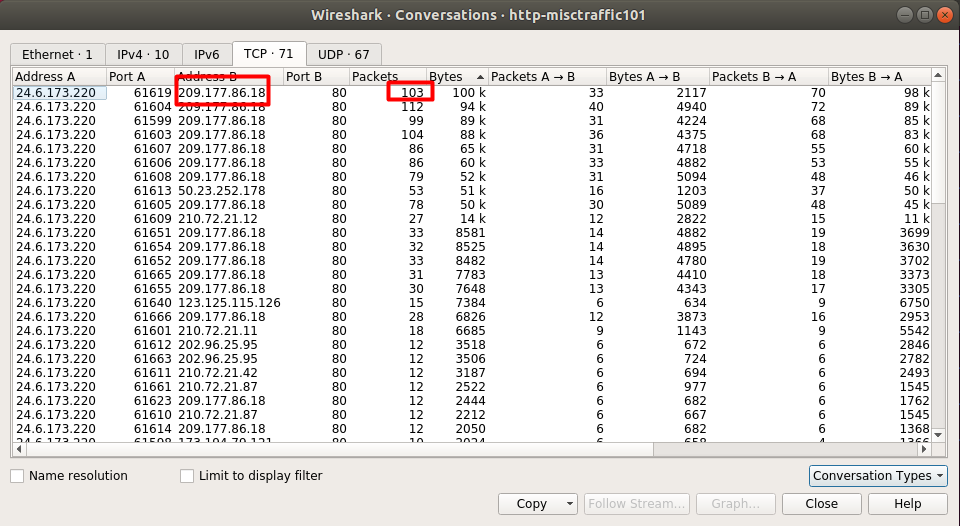 Wireshark · Conversations · http-misctraffic101
Ethernet · 1 IPv4 · 10 IPv6 TCP · 71 UDP · 67
Address A Port A Address B Port B Packets Bytes Packets A → B Bytes A → B Packets B → A Bytes B → A
24.6.173.220 61619 209.177.86.18 80 103 100 k 33 2117 70 98 k
24.6.173.220 61604 209.177.86.18 80 112 94 k 40 4940 72 89 k
24.6.173.220 61599 209.177.86.18 80 99 89 k 31 4224 68 85 k
24.6.173.220 61603 209.177.86.18 80 104 88 k 36 4375 68 83 k
24.6.173.220 61607 209.177.86.18 80 86 65 k 31 4718 55 60 k
24.6.173.220 61606 209.177.86.18 80 86 60 k 33 4882 53 55 k
24.6.173.220 61608 209.177.86.18 80 79 52 k 31 5094 48 46 k
24.6.173.220 61613 50.23.252.178 80 53 51 k 16 1203 37 50 k
24.6.173.220 61605 209.177.86.18 80 78 50 k 30 5089 48 45 k
24.6.173.220 61609 210.72.21.12 80 27 14 k 12 2822 15 11 k
24.6.173.220 61651 209.177.86.18 80 33 8581 14 4882 19 3699
24.6.173.220 61654 209.177.86.18 80 32 8525 14 4895 18 3630
24.6.173.220 61652 209.177.86.18 80 33 8482 14 4780 19 3702
24.6.173.220 61666 209.177.86.18 80 31 7783 13 4410 18 3373
24.6.173.220 61655 209.177.86.18 80 30 7648 13 4343 17 3305
24.6.173.220 61640 123.125.115.126 80 15 7384 6 634 9 6750
24.6.173.220 61666 209.177.86.18 80 28 6826 12 3873 16 2953
24.6.173.220 61601 210.72.21.11 80 18 6685 9 1143 9 5542
24.6.173.220 61612 202.96.25.95 80 12 3518 6 672 6 2846
24.6.173.220 61663 202.96.25.95 80 12 3506 6 724 6 2782
24.6.173.220 61611 210.72.21.42 80 12 3187 6 694 6 2493
24.6.173.220 61661 210.72.21.87 80 12 2522 6 977 6 1545
24.6.173.220 61623 209.177.86.18 80 12 2444 6 682 6 1762
24.6.173.220 61610 210.72.21.87 80 12 2212 6 667 6 1545
24.6.173.220 61614 209.177.86.18 80 12 2050 6 682 6 1368
24.6.173.220 61598 173.194.79.121 80 10 2024 6 658 4 1366
Name resolution Limit to display filter Conversation Types
Copy Follow Stream... Graph... Close Help